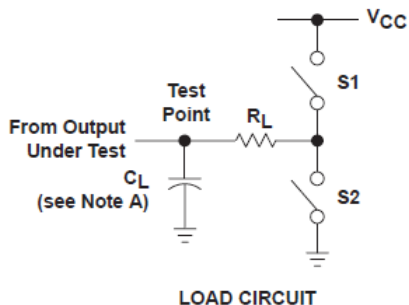 VCC
S1
Test
Point
RL
From Output
Under Test
CL
(see Note A)
S2
LOAD CIRCUIT